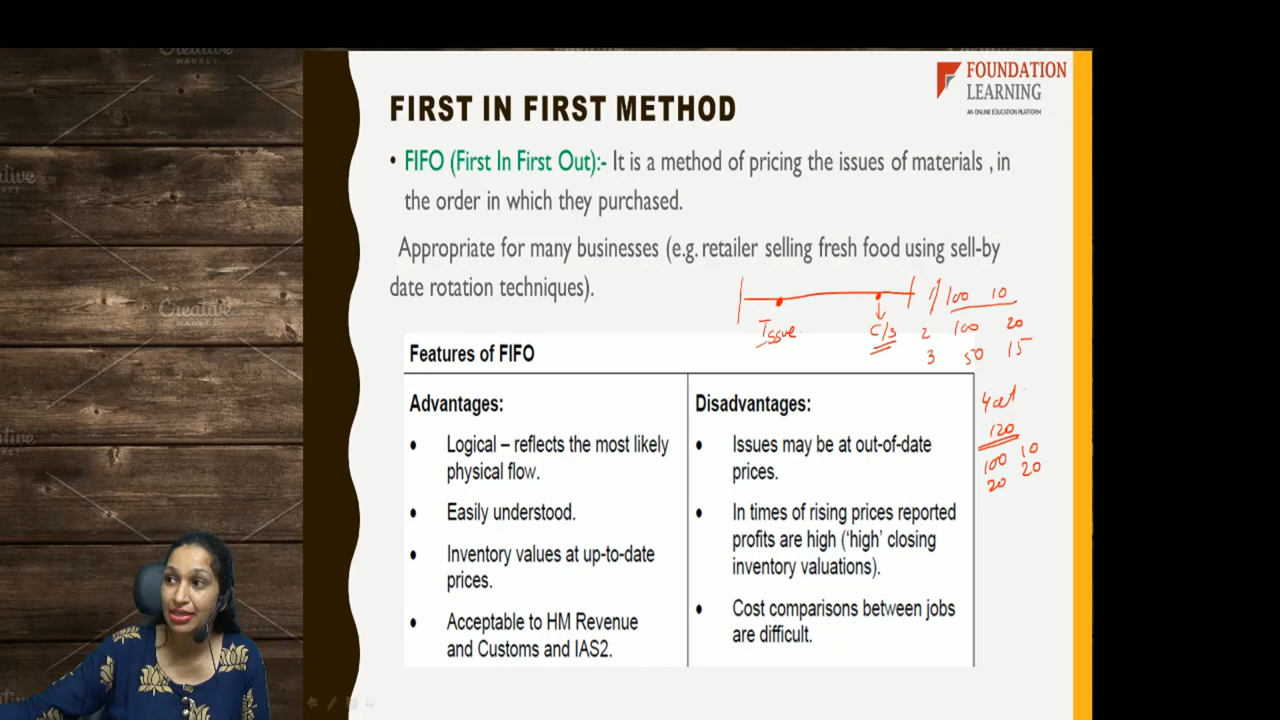 Creative
MARKET
FOUNDATION
LEARNING
AN ONLINE EDUCATION PLATFORM
FIRST IN FIRST METHOD
• FIFO (First In First Out):- It is a method of pricing the issues of materials , in
the order in which they purchased.
Appropriate for many businesses (e.g. retailer selling fresh food using sell-by
date rotation techniques).
1 100 10
Issue C/s 2 100 20
3 50 15
Features of FIFO
Advantages:
• Logical – reflects the most likely
physical flow.
• Easily understood.
• Inventory values at up-to-date
prices.
• Acceptable to HM Revenue
and Customs and IAS2.
Disadvantages:
• Issues may be at out-of-date
prices.
• In times of rising prices reported
profits are high (‘high’ closing
inventory valuations).
• Cost comparisons between jobs
are difficult.
120
100 10
20 20